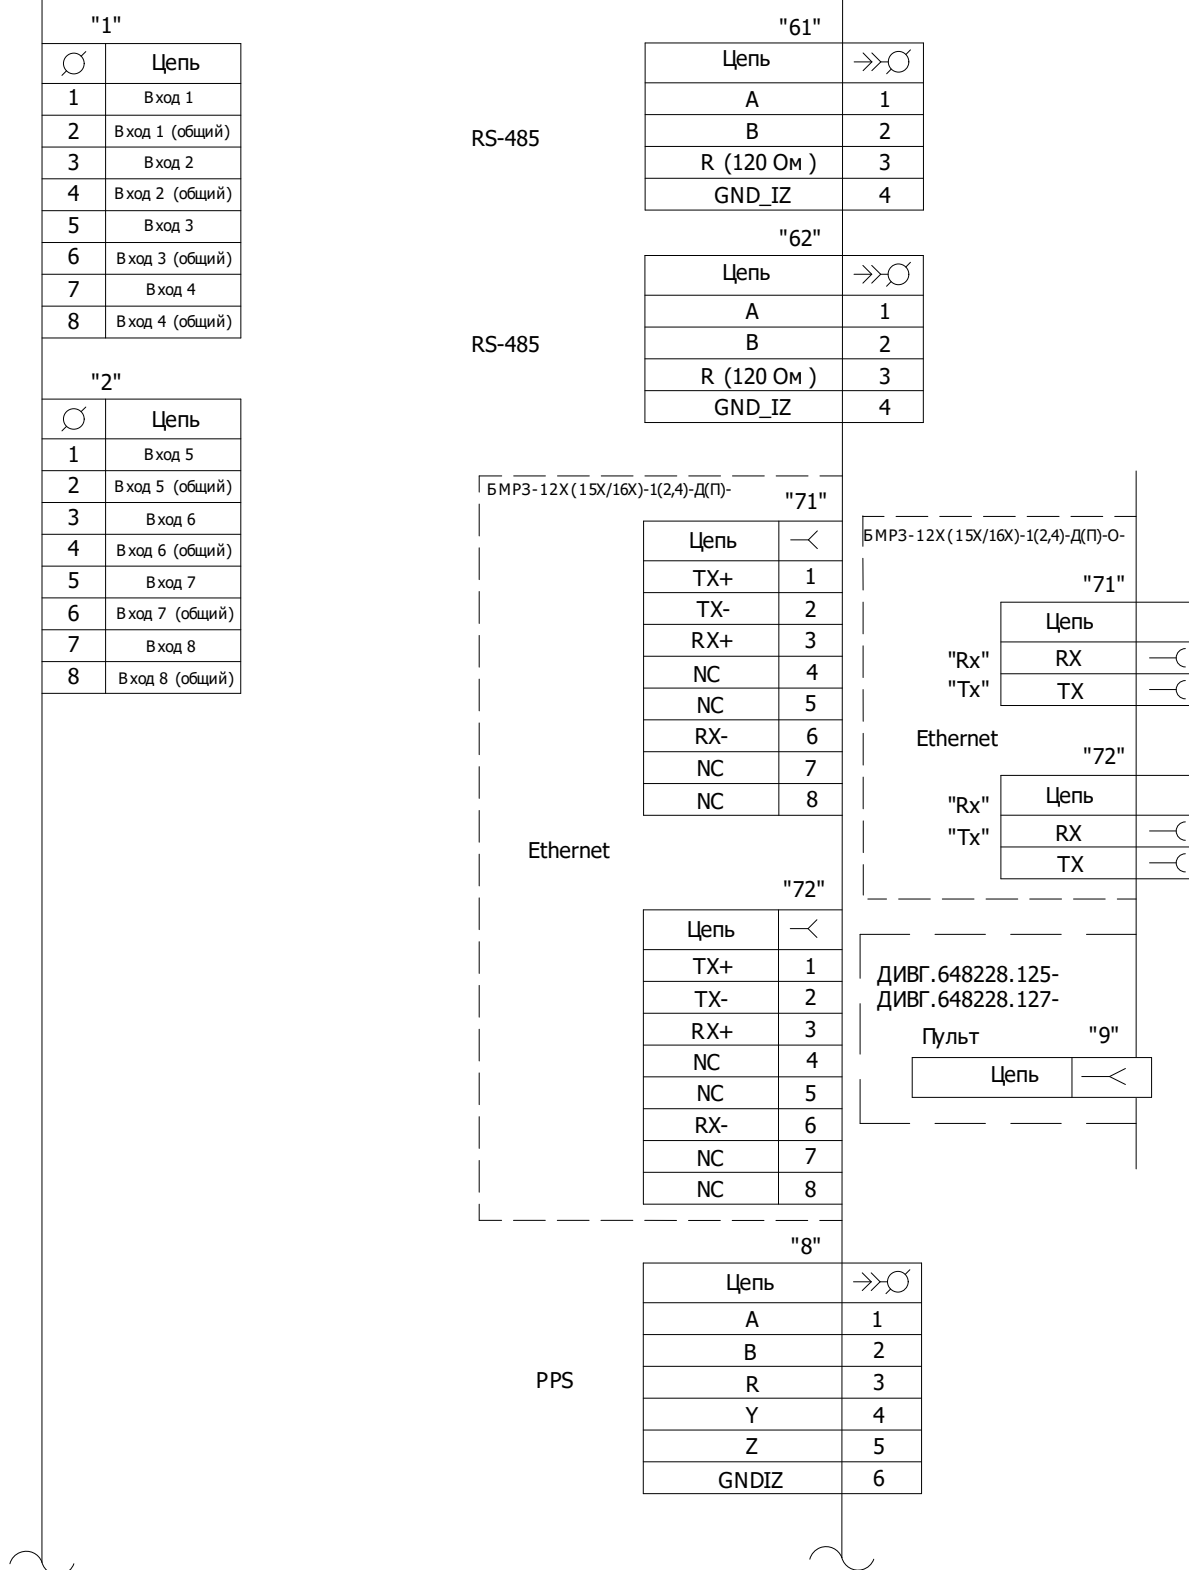 "1"
Цепь
1 Вход 1
2 Вход 1 (общий)
3 Вход 2
4 Вход 2 (общий)
5 Вход 3
6 Вход 3 (общий)
7 Вход 4
8 Вход 4 (общий)
"2"
Цепь
1 Вход 5
2 Вход 5 (общий)
3 Вход 6
4 Вход 6 (общий)
5 Вход 7
6 Вход 7 (общий)
7 Вход 8
8 Вход 8 (общий)
RS-485
"61"
Цепь
A 1
B 2
R (120 Ом) 3
GND_IZ 4
RS-485
"62"
Цепь
A 1
B 2
R (120 Ом) 3
GND_IZ 4
БМРЗ-12Х(15Х/16Х)-1(2,4)-Д(П)-
"71"
Цепь
TX+ 1
TX- 2
RX+ 3
NC 4
NC 5
RX- 6
NC 7
NC 8
Ethernet
"72"
Цепь
TX+ 1
TX- 2
RX+ 3
NC 4
NC 5
RX- 6
NC 7
NC 8
БМРЗ-12Х(15Х/16Х)-1(2,4)-Д(П)-О-
"71"
Цепь
"Rx" RX
"Tx" TX
Ethernet
"72"
Цепь
"Rx"
RX
"Tx"
TX
ДИВГ.648228.125-
ДИВГ.648228.127-
Пульт "9"
Цепь
"8"
Цепь
A 1
B 2
PPS
R 3
Y 4
Z 5
GNDIZ 6